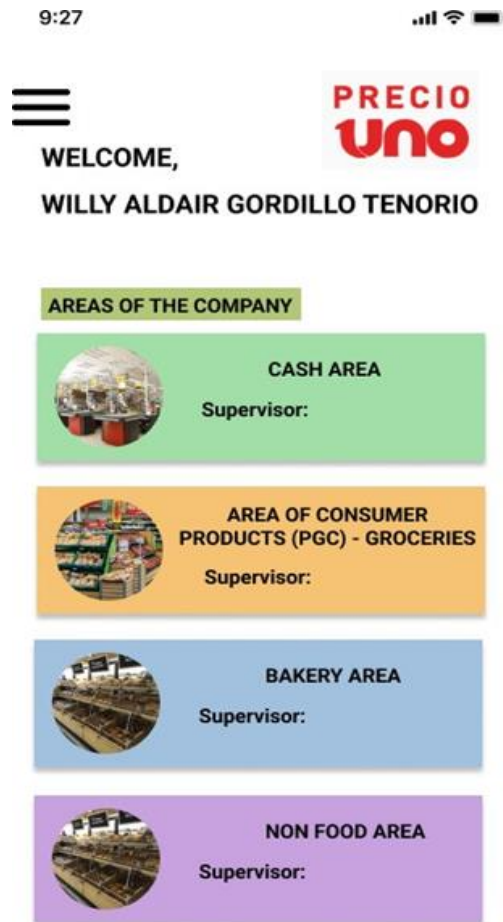 9:27
PRECIO
uno
WELCOME,
WILLY ALDAIR GORDILLO TENORIO
AREAS OF THE COMPANY
CASH AREA
Supervisor:
AREA OF CONSUMER
PRODUCTS (PGC) - GROCERIES
Supervisor:
BAKERY AREA
Supervisor:
NON FOOD AREA
Supervisor: